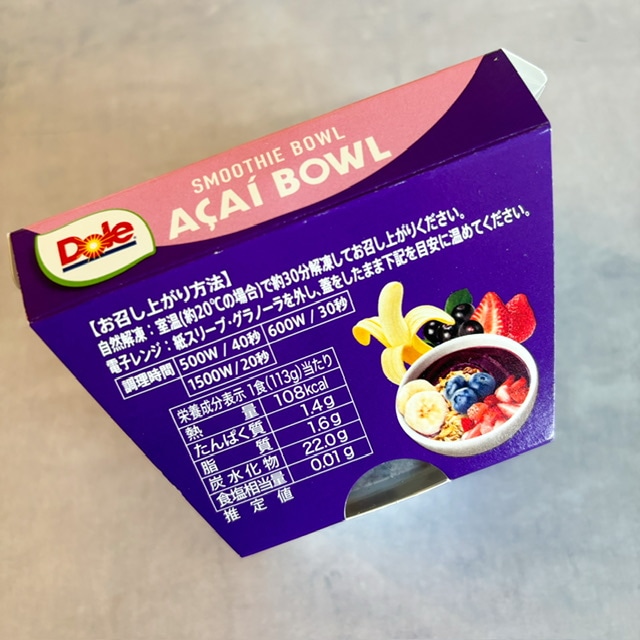 SMOOTHIE BOWL
AÇAÍ BOWL
Dole
【お召し上がり方法】
自然解凍：室温(約20℃の場合)で約30分解凍してお召し上がりください。
電子レンジ：紙スリーブ・グラノーラを外し、蓋をしたまま下記を目安に温めてください。
調理時間 500W / 40秒 600W / 30秒
1500W / 20秒
栄養成分表示 1食(113g)当たり
熱量 108kcal
たんぱく質 1.4g
脂質 1.6g
炭水化物 22.0g
食塩相当量 0.01g
推定値